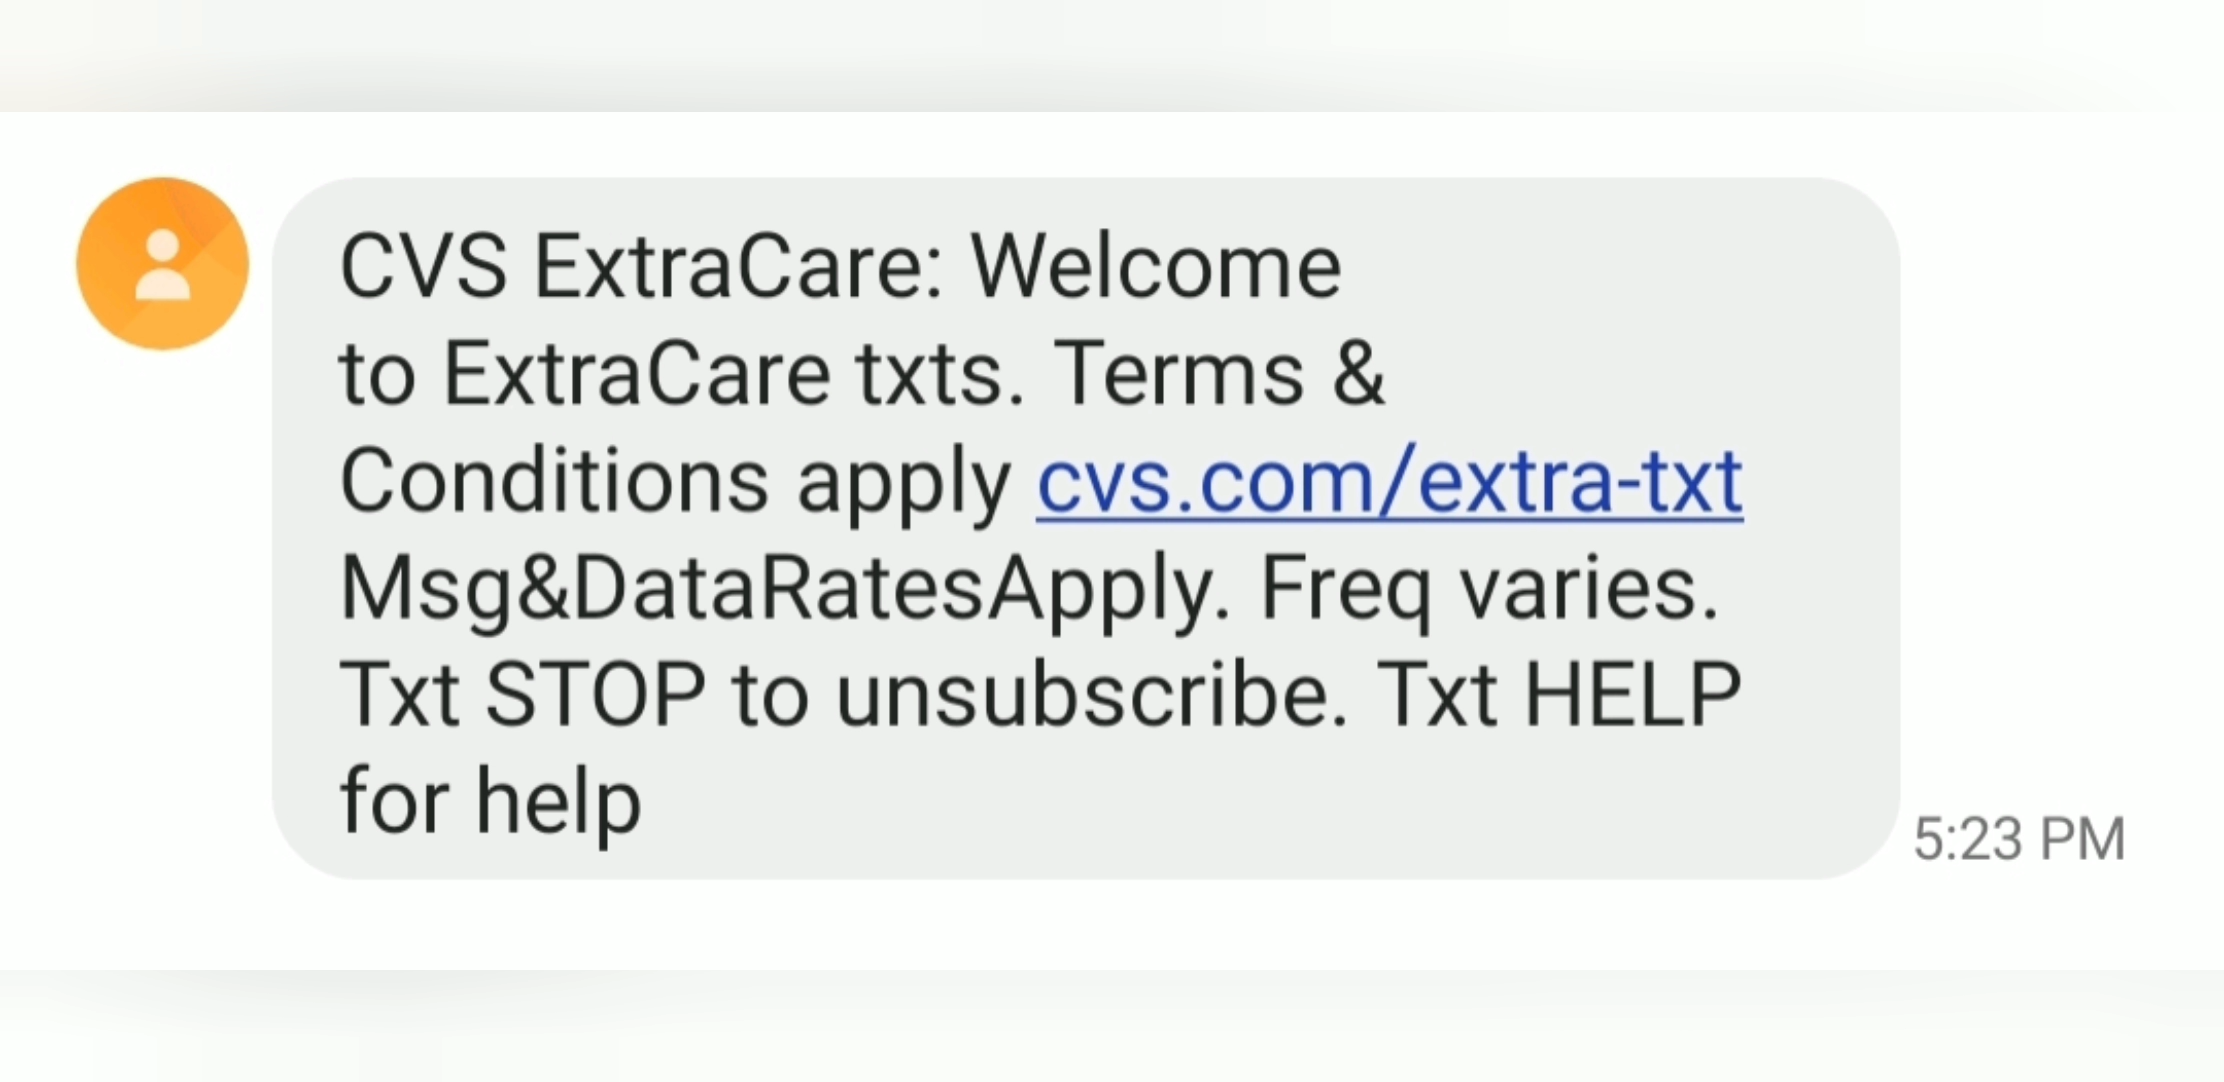 CVS ExtraCare: Welcome
to ExtraCare txts. Terms &
Conditions apply cvs.com/extra-txt
Msg&DataRatesApply. Freq varies.
Txt STOP to unsubscribe. Txt HELP
for help
5:23 PM